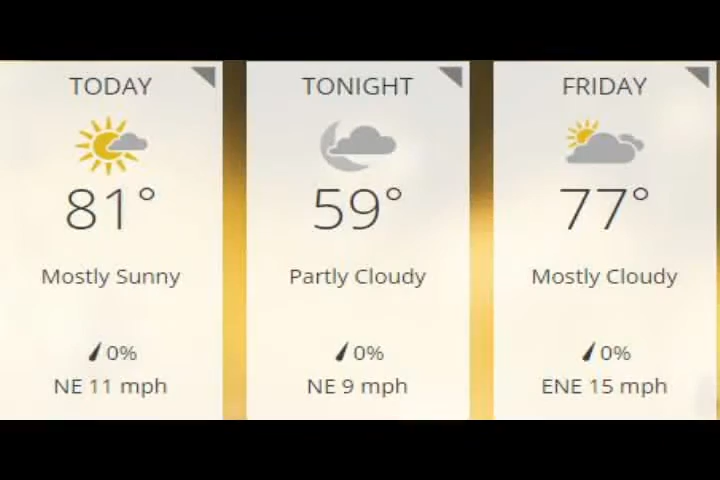 TODAY
81°
Mostly Sunny
0%
NE 11 mph
TONIGHT
59°
Partly Cloudy
0%
NE 9 mph
FRIDAY
77°
Mostly Cloudy
0%
ENE 15 mph